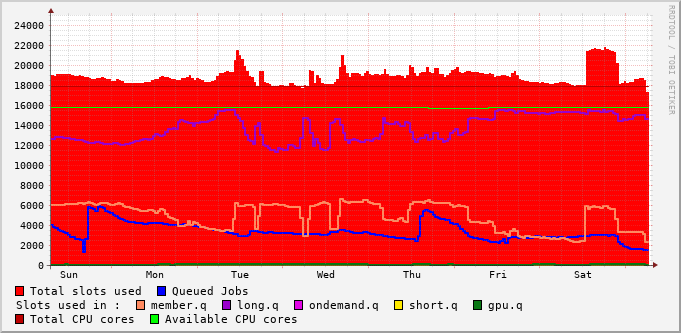 24000
22000
20000
18000
16000
14000
12000
10000
8000
6000
4000
2000
0
Sun Mon Tue Wed Thu Fri Sat
RRDTOOL / TOBI OETIKER
Total slots used Queued Jobs
Slots used in : member.q long.q ondemand.q short.q gpu.q
Total CPU cores Available CPU cores